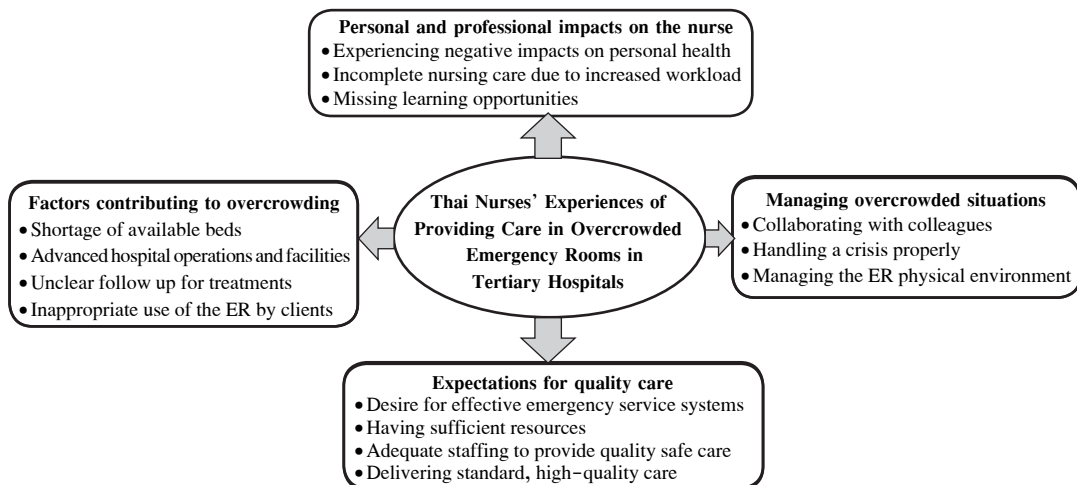 Personal and professional impacts on the nurse
• Experiencing negative impacts on personal health
• Incomplete nursing care due to increased workload
• Missing learning opportunities
Factors contributing to overcrowding
• Shortage of available beds
• Advanced hospital operations and facilities
• Unclear follow up for treatments
• Inappropriate use of the ER by clients
Thai Nurses' Experiences of
Providing Care in Overcrowded
Emergency Rooms in
Tertiary Hospitals
Managing overcrowded situations
• Collaborating with colleagues
• Handling a crisis properly
• Managing the ER physical environment
Expectations for quality care
• Desire for effective emergency service systems
• Having sufficient resources
• Adequate staffing to provide quality safe care
• Delivering standard, high-quality care